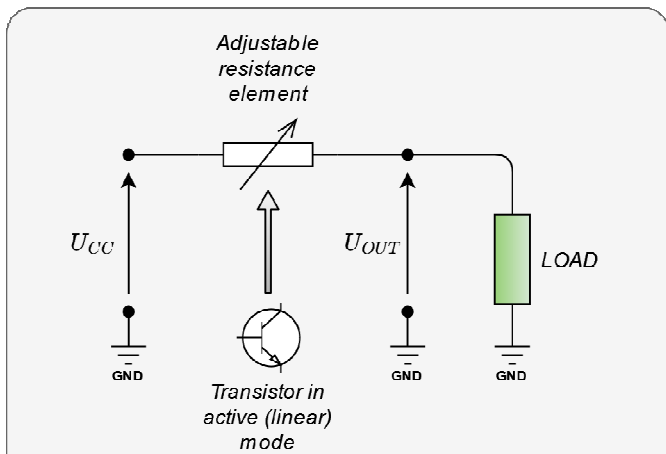 Adjustable
resistance
element
U_CC
U_OUT
LOAD
GND
GND
GND
Transistor in
active (linear)
mode